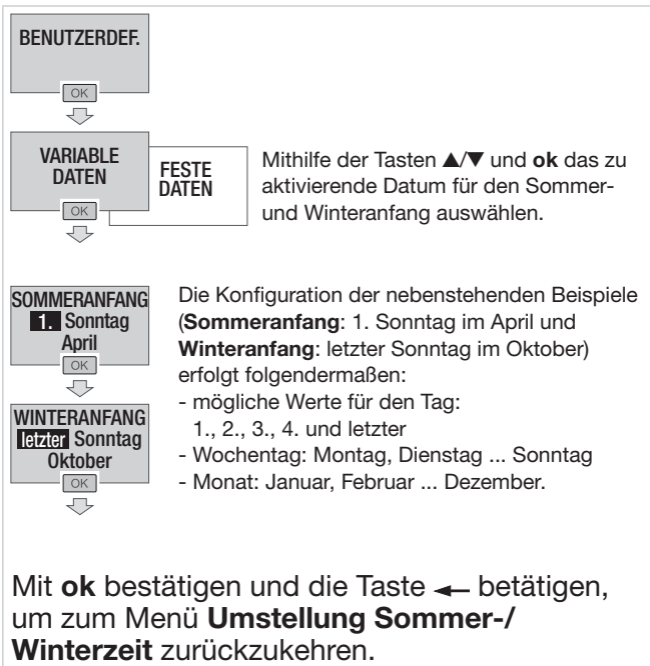 BENUTZERDEF.
OK
VARIABLE
DATEN
OK
FESTE
DATEN
Mithilfe der Tasten ▲/▼ und ok das zu
aktivierende Datum für den Sommer-
und Winteranfang auswählen.
SOMMERANFANG
1. Sonntag
April
OK
WINTERANFANG
letzter Sonntag
Oktober
OK
Die Konfiguration der nebenstehenden Beispiele
(Sommeranfang: 1. Sonntag im April und
Winteranfang: letzter Sonntag im Oktober)
erfolgt folgendermaßen:
- mögliche Werte für den Tag:
1., 2., 3., 4. und letzter
- Wochentag: Montag, Dienstag ... Sonntag
- Monat: Januar, Februar ... Dezember.
Mit ok bestätigen und die Taste ← betätigen,
um zum Menü Umstellung Sommer-/
Winterzeit zurückzukehren.